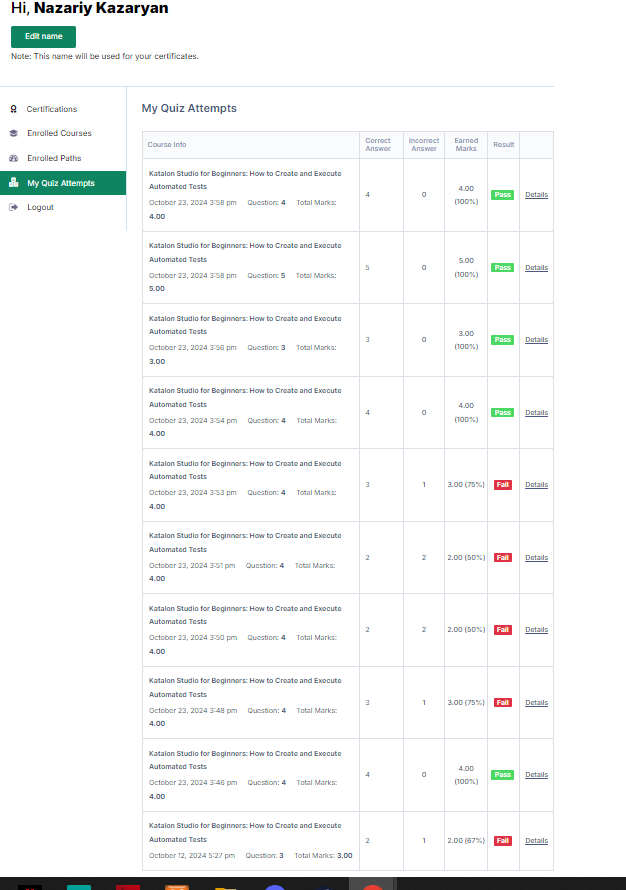 Hi, Nazariy Kazaryan
Edit name
Note: This name will be used for your certificates.
Certifications
Enrolled Courses
Enrolled Paths
My Quiz Attempts
Logout
My Quiz Attempts
Course Info Correct Answer Incorrect Answer Earned Marks Result
Katalon Studio for Beginners: How to Create and Execute
Automated Tests
October 23, 2024 3:58 pm Question: 4 Total Marks:
4.00
4 0 4.00 (100%) Pass Details
Katalon Studio for Beginners: How to Create and Execute
Automated Tests
October 23, 2024 3:58 pm Question: 5 Total Marks:
5.00
5 0 5.00 (100%) Pass Details
Katalon Studio for Beginners: How to Create and Execute
Automated Tests
October 23, 2024 3:56 pm Question: 3 Total Marks:
3.00
3 0 3.00 (100%) Pass Details
Katalon Studio for Beginners: How to Create and Execute
Automated Tests
October 23, 2024 3:54 pm Question: 4 Total Marks:
4.00
4 0 4.00 (100%) Pass Details
Katalon Studio for Beginners: How to Create and Execute
Automated Tests
October 23, 2024 3:53 pm Question: 4 Total Marks:
4.00
3 1 3.00 (75%) Fail Details
Katalon Studio for Beginners: How to Create and Execute
Automated Tests
October 23, 2024 3:51 pm Question: 4 Total Marks:
4.00
2 2 2.00 (50%) Fail Details
Katalon Studio for Beginners: How to Create and Execute
Automated Tests
October 23, 2024 3:50 pm Question: 4 Total Marks:
4.00
2 2 2.00 (50%) Fail Details
Katalon Studio for Beginners: How to Create and Execute
Automated Tests
October 23, 2024 3:48 pm Question: 4 Total Marks:
4.00
3 1 3.00 (75%) Fail Details
Katalon Studio for Beginners: How to Create and Execute
Automated Tests
October 23, 2024 3:46 pm Question: 4 Total Marks:
4.00
4 0 4.00 (100%) Pass Details
Katalon Studio for Beginners: How to Create and Execute
Automated Tests
October 12, 2024 5:27 pm Question: 3 Total Marks: 3.00
2 1 2.00 (67%) Fail Details